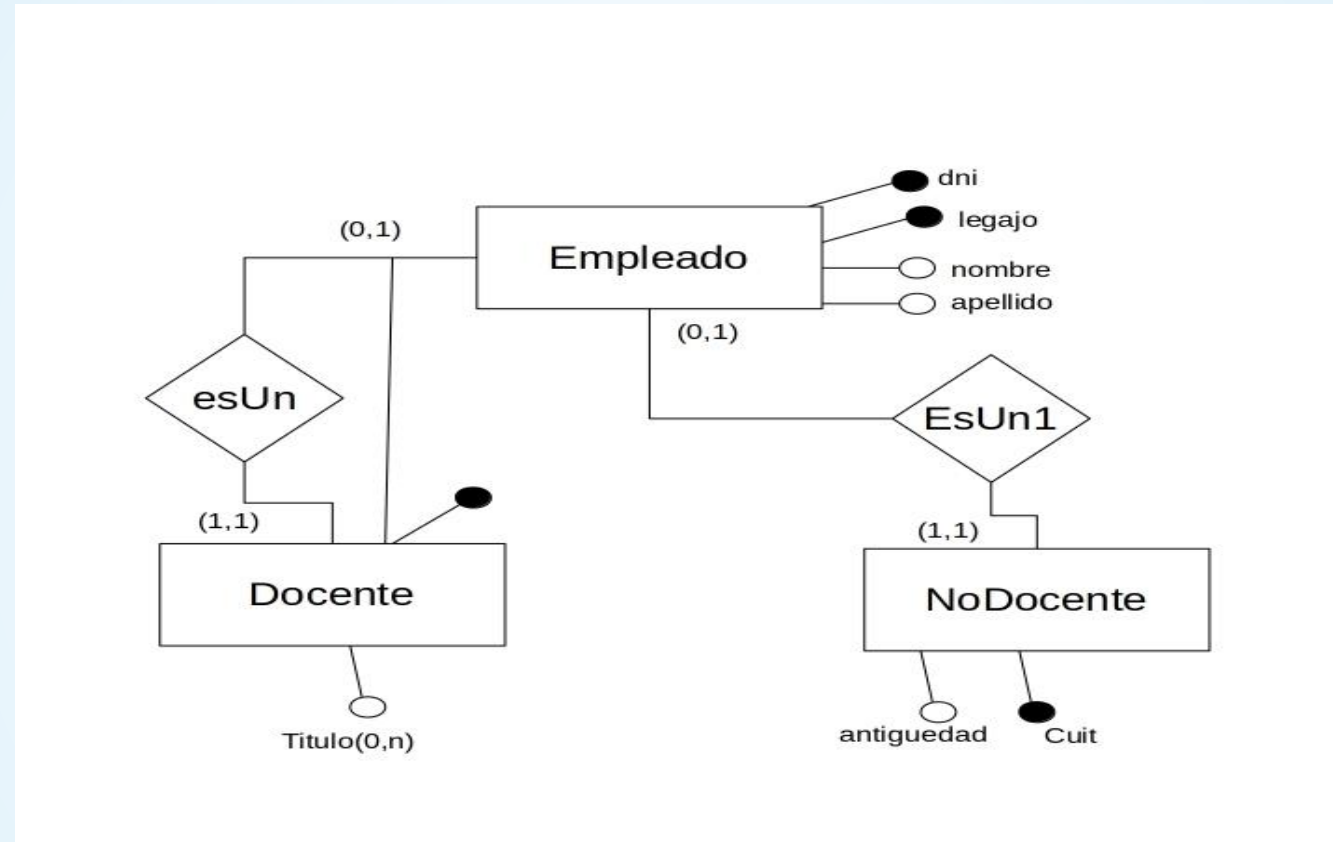 dni
legajo
(0,1)
Empleado
nombre
apellido
(0,1)
esUn
EsUn1
(1,1)
(1,1)
Docente
NoDocente
Titulo(0,n)
antiguedad
Cuit